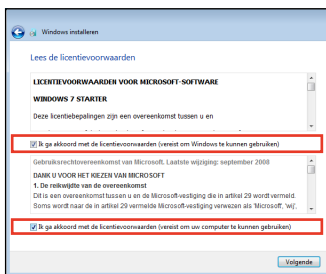 Windows installeren
Lees de licentievoorwaarden
LICENTIEVOORWAARDEN VOOR MICROSOFT-SOFTWARE
WINDOWS 7 STARTER
Deze licentiebepalingen zijn een overeenkomst tussen u en
Ik ga akkoord met de licentievoorwaarden (vereist om Windows te kunnen gebruiken)
Gebruiksrechtovereenkomst van Microsoft. Laatste wijziging: september 2008
DANK U VOOR HET KIEZEN VAN MICROSOFT
1. De reikwijdte van de overeenkomst
Dit is een overeenkomst tussen u en de Microsoft-vestiging die in artikel 29 wordt vermeld.
Soms wordt naar de in artikel 29 vermelde Microsoft-vestiging verwezen als 'Microsoft', 'wij',
Ik ga akkoord met de licentievoorwaarden (vereist om uw computer te kunnen gebruiken)
Volgende